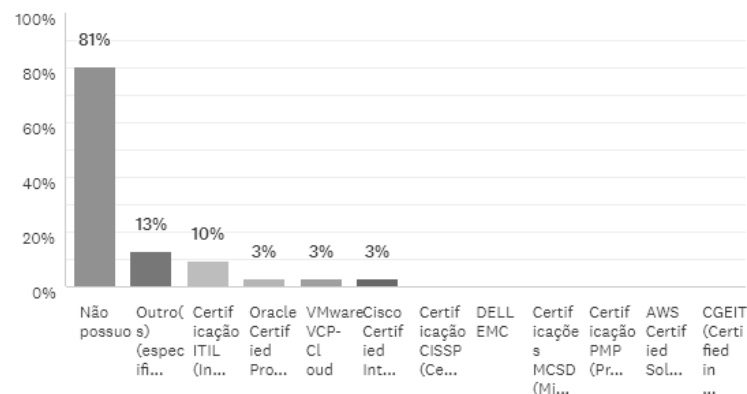 100%
81%
80%
60%
40%
20%
13%
10%
3%
3%
3%
0%
Não
possuo
Outro(
s)
(espec
ifi...
Certif
icação
ITIL
(In...
Oracle
Certif
ied
Pro...
VMware
VCP-
Cl
oud
Cisco
Certif
ied
Int...
Certif
icação
CISSP
(Ce...
DELL
EMC
Certif
icaçõe
s
MCSD
(Mi...
Certif
icação
PMP
(Pr...
AWS
Certif
ied
Sol...
CGEIT
(Certi
fied
in
...